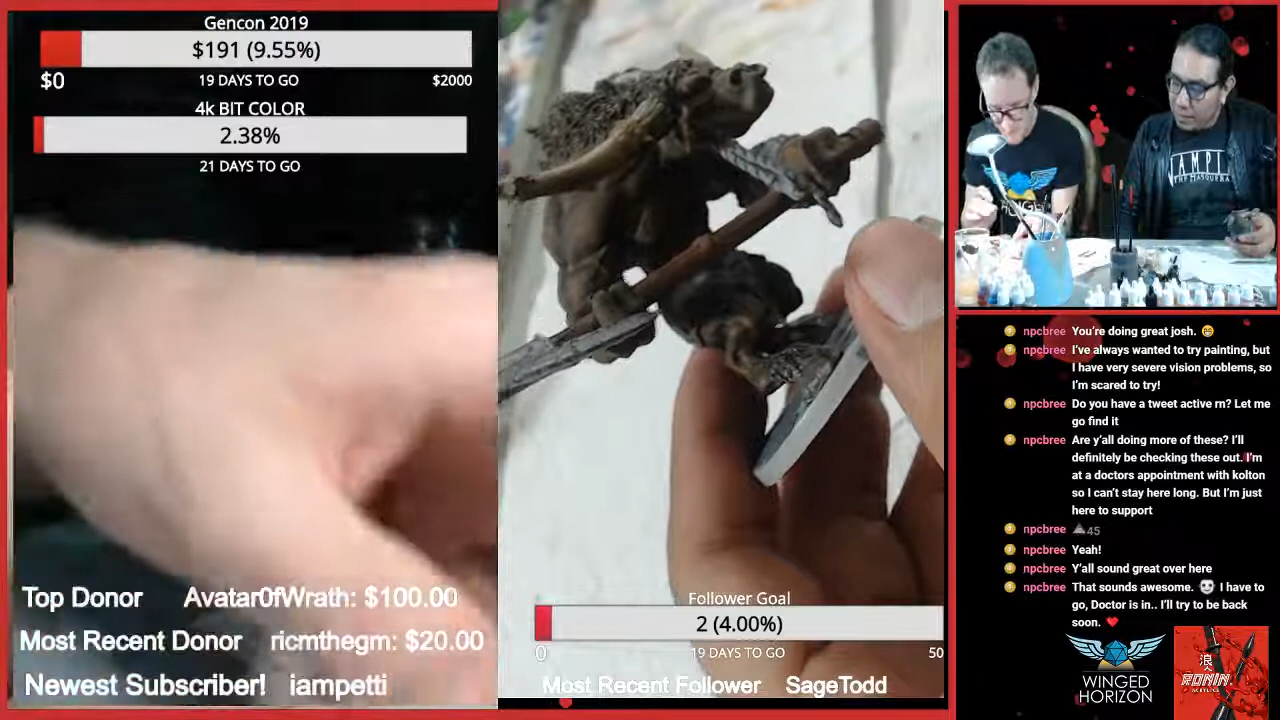 Gencon 2019
$191 (9.55%)
$0
19 DAYS TO GO
$2000
4k BIT COLOR
2.38%
21 DAYS TO GO
Top Donor AvatarOfWrath: $100.00
Most Recent Donor ricmthegm: $20.00
Newest Subscriber! iampetti
Follower Goal
2 (4.00%)
0
19 DAYS TO GO
50
Most Recent Follower SageTodd
npcbree You're doing great josh.
npcbree I've always wanted to try painting, but
I have very severe vision problems, so
I'm scared to try!
npcbree Do you have a tweet active rn? Let me
go find it
npcbree Are y'all doing more of these? I'll
definitely be checking these out. I'm
at a doctors appointment with kolton
so I can't stay here long. But I'm just
here to support
npcbree 45
npcbree Yeah!
npcbree Y'all sound great over here
npcbree That sounds awesome. I have to
go, Doctor is in.. I'll try to be back
soon.
WINGED
HORIZON
浪人
RONIN